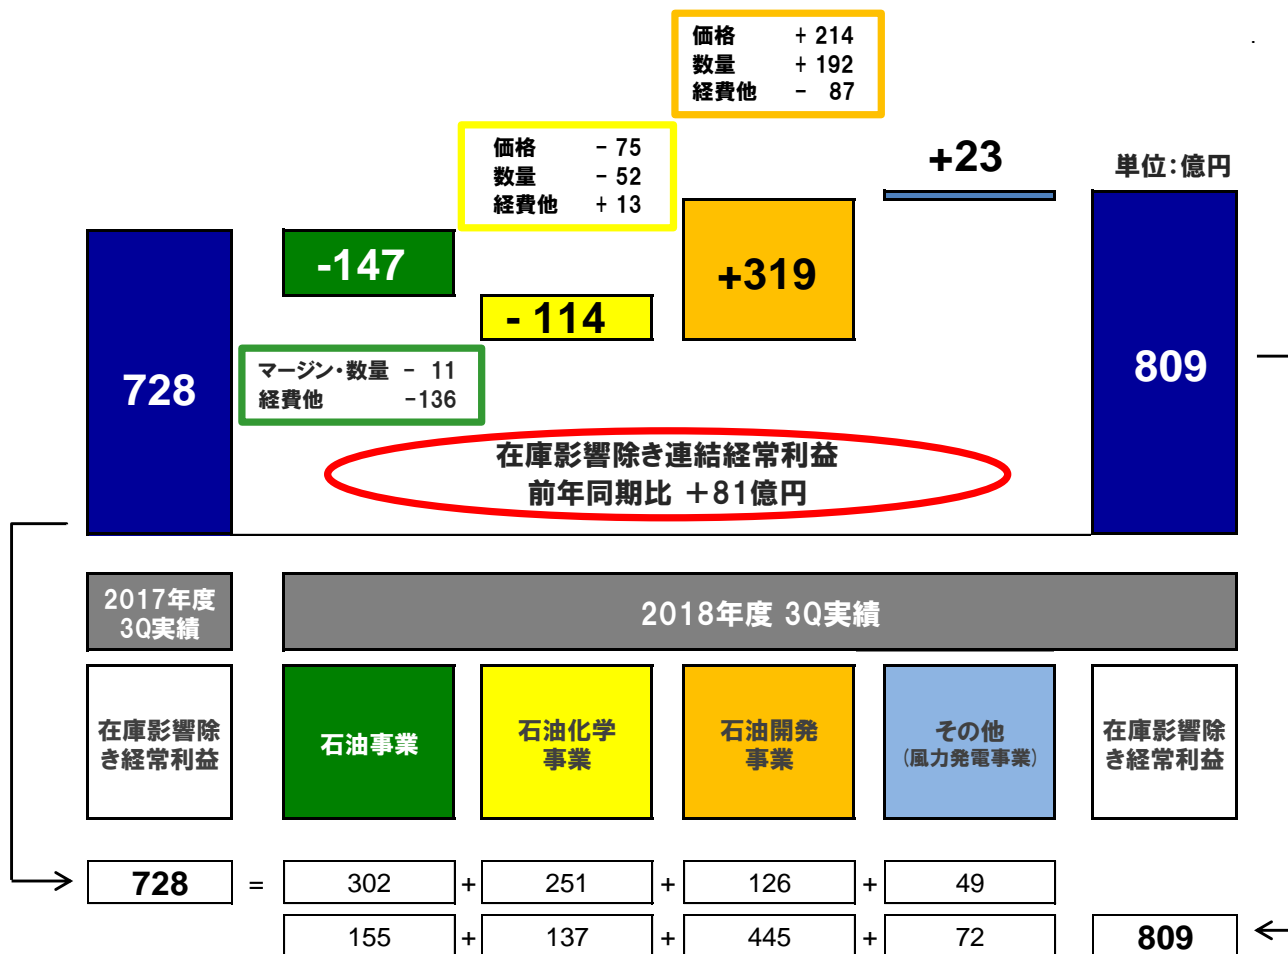 価格 + 214
数量 + 192
経費他 - 87
価格 - 75
数量 - 52
経費他 + 13
+23
単位:億円
-147
+319
- 114
728
809
マージン・数量 - 11
経費他 -136
在庫影響除き連結経常利益
前年同期比 +81億円
2017年度
3Q実績
2018年度 3Q実績
在庫影響除
き経常利益
石油事業
石油化学
事業
石油開発
事業
その他
(風力発電事業)
在庫影響除
き経常利益
728 = 302 + 251 + 126 + 49
155 + 137 + 445 + 72 809